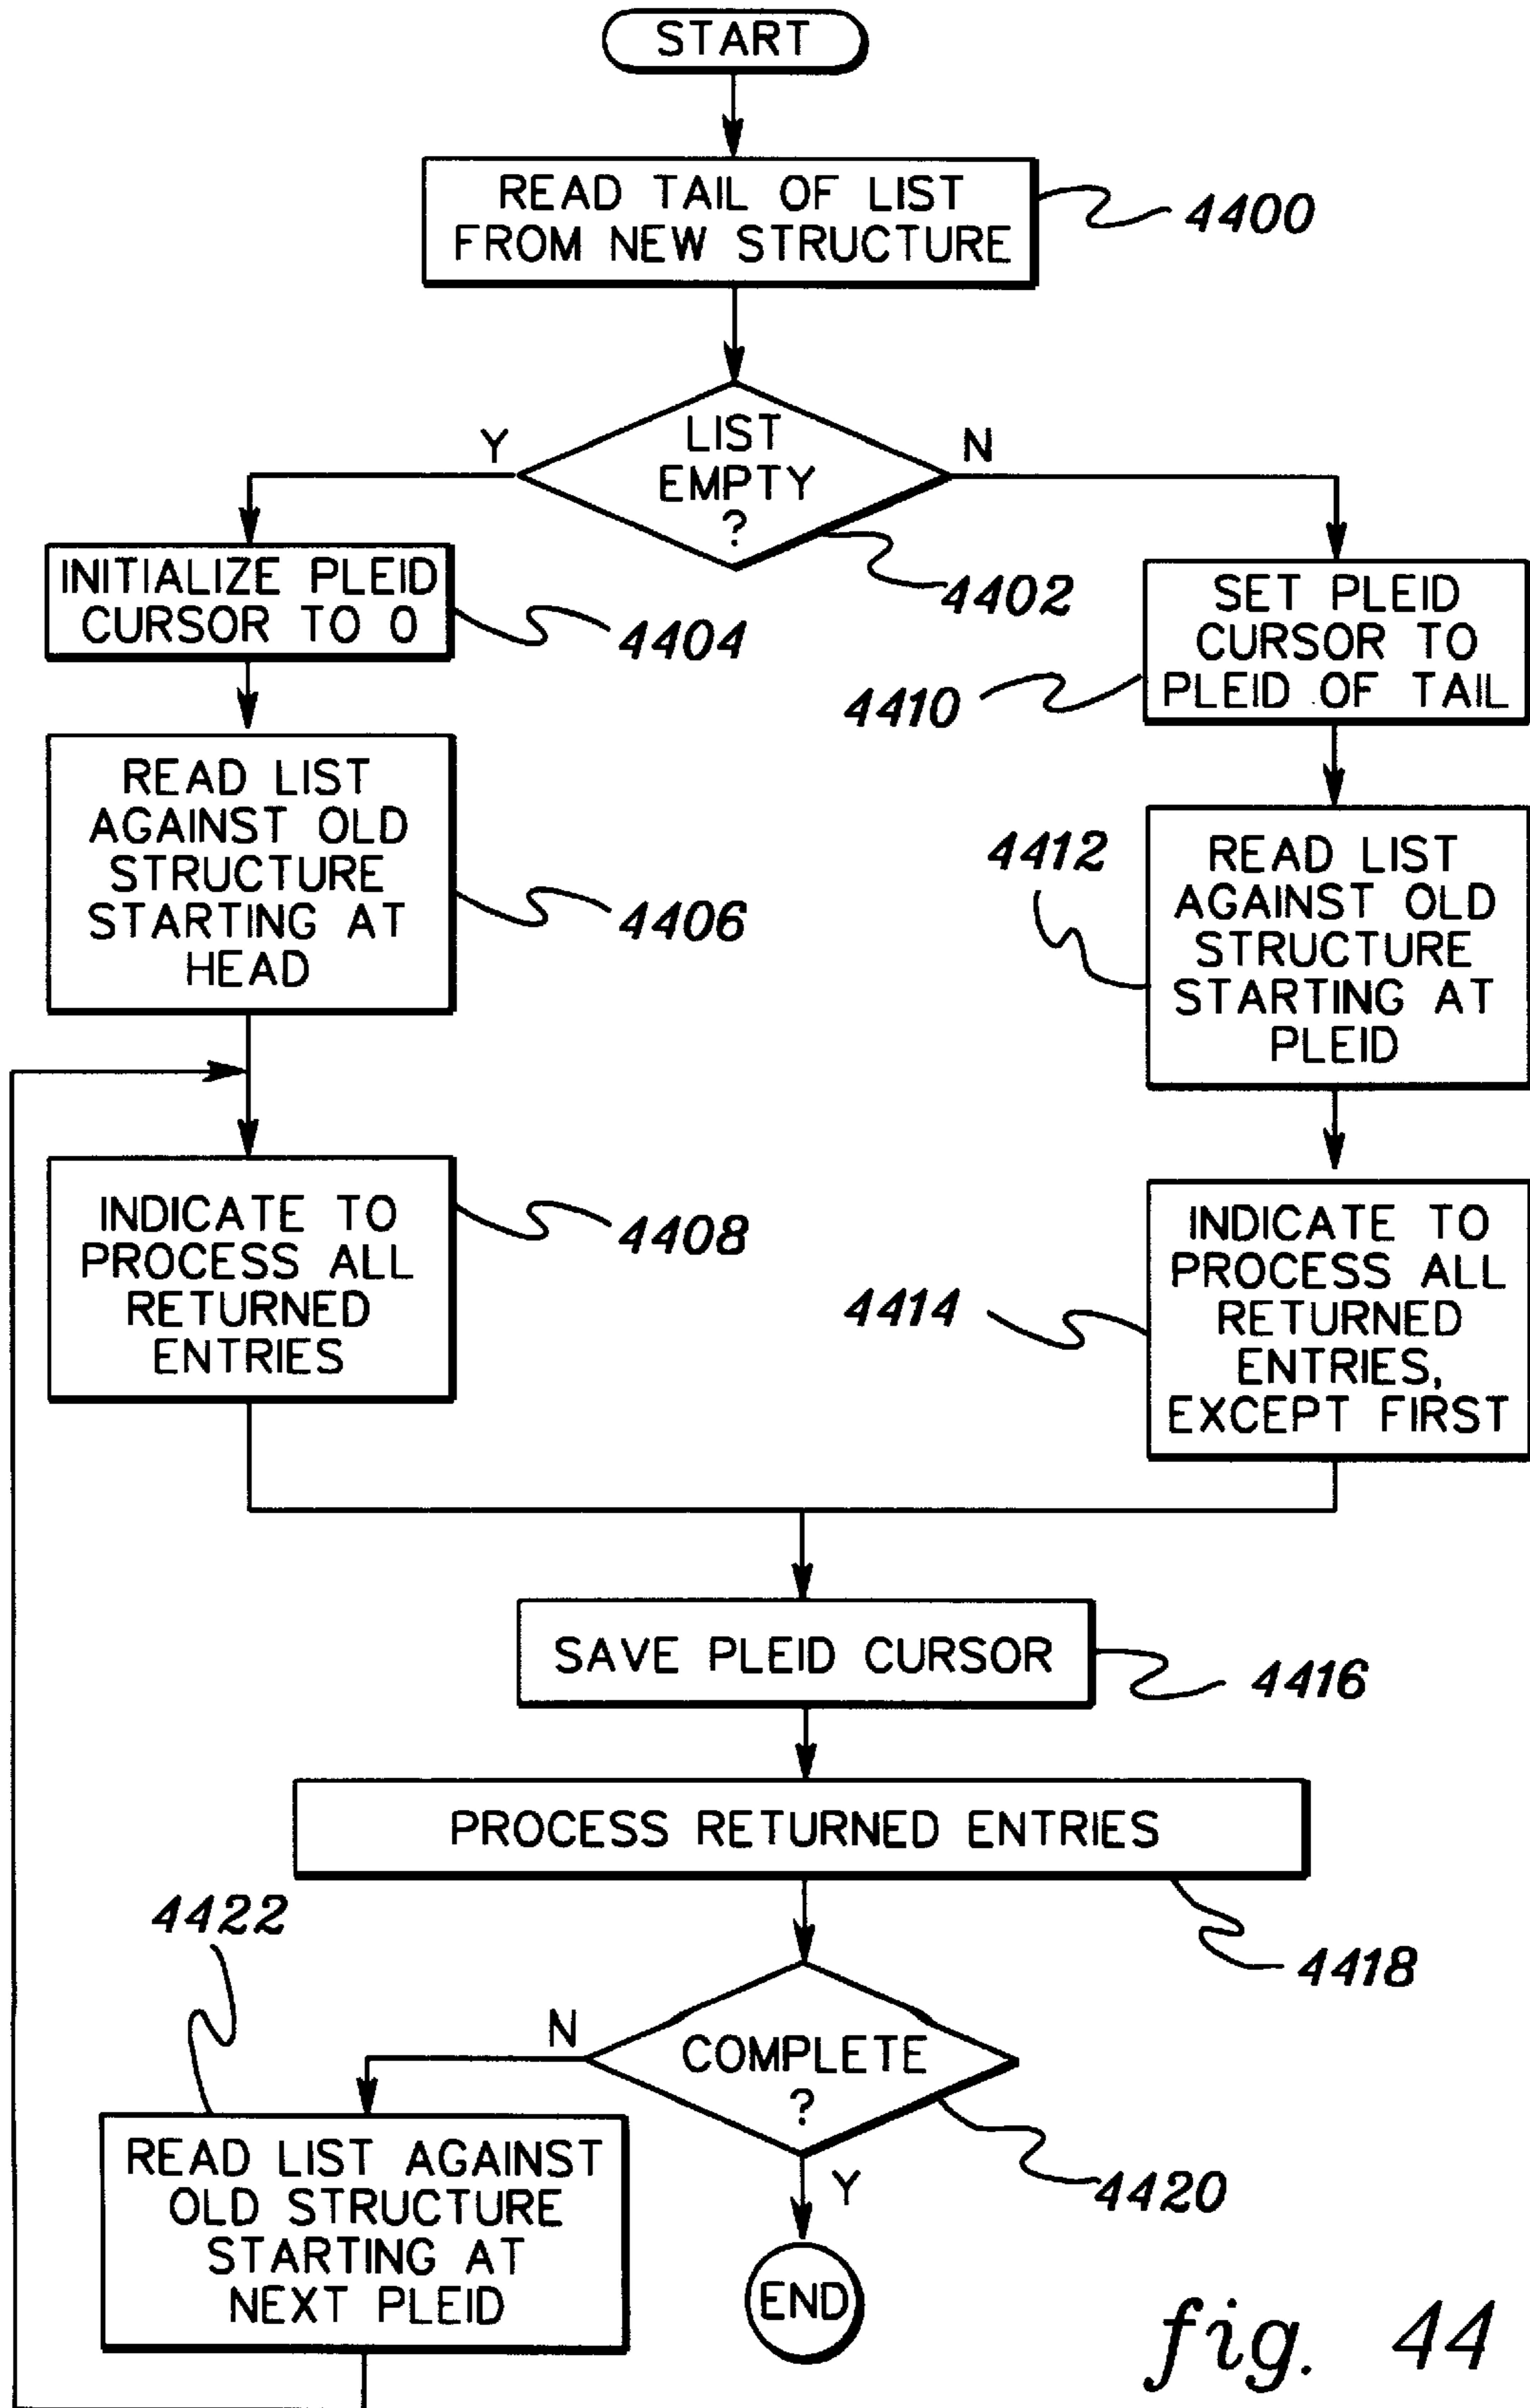 START
READ TAIL OF LIST
FROM NEW STRUCTURE
4400
LIST
EMPTY
?
Y
N
4402
INITIALIZE PLEID
CURSOR TO 0
4404
SET PLEID
CURSOR TO
PLEID OF TAIL
4410
READ LIST
AGAINST OLD
STRUCTURE
STARTING AT
HEAD
4406
READ LIST
AGAINST OLD
STRUCTURE
STARTING AT
PLEID
4412
INDICATE TO
PROCESS ALL
RETURNED
ENTRIES
4408
INDICATE TO
PROCESS ALL
RETURNED
ENTRIES,
EXCEPT FIRST
4414
SAVE PLEID CURSOR
4416
PROCESS RETURNED ENTRIES
4418
COMPLETE
?
N
Y
4420
4422
READ LIST AGAINST
OLD STRUCTURE
STARTING AT
NEXT PLEID
END
fig. 44